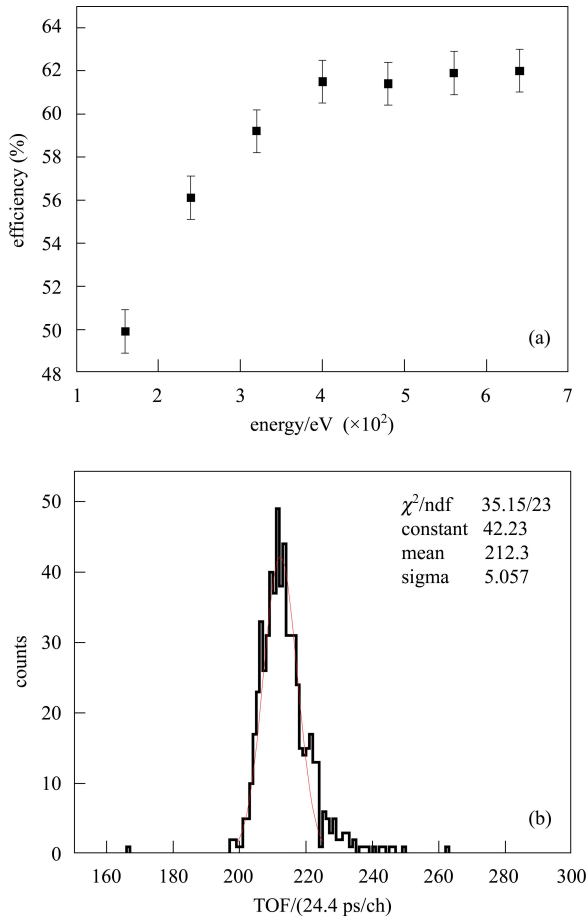 64
62
60
58
56
54
52
50
48
efficiency (%)
(a)
1 2 3 4 5 6 7
energy/eV (×10²)
50
40
30
20
10
0
counts
χ²/ndf 35.15/23
constant 42.23
mean 212.3
sigma 5.057
(b)
160 180 200 220 240 260 280 300
TOF/(24.4 ps/ch)